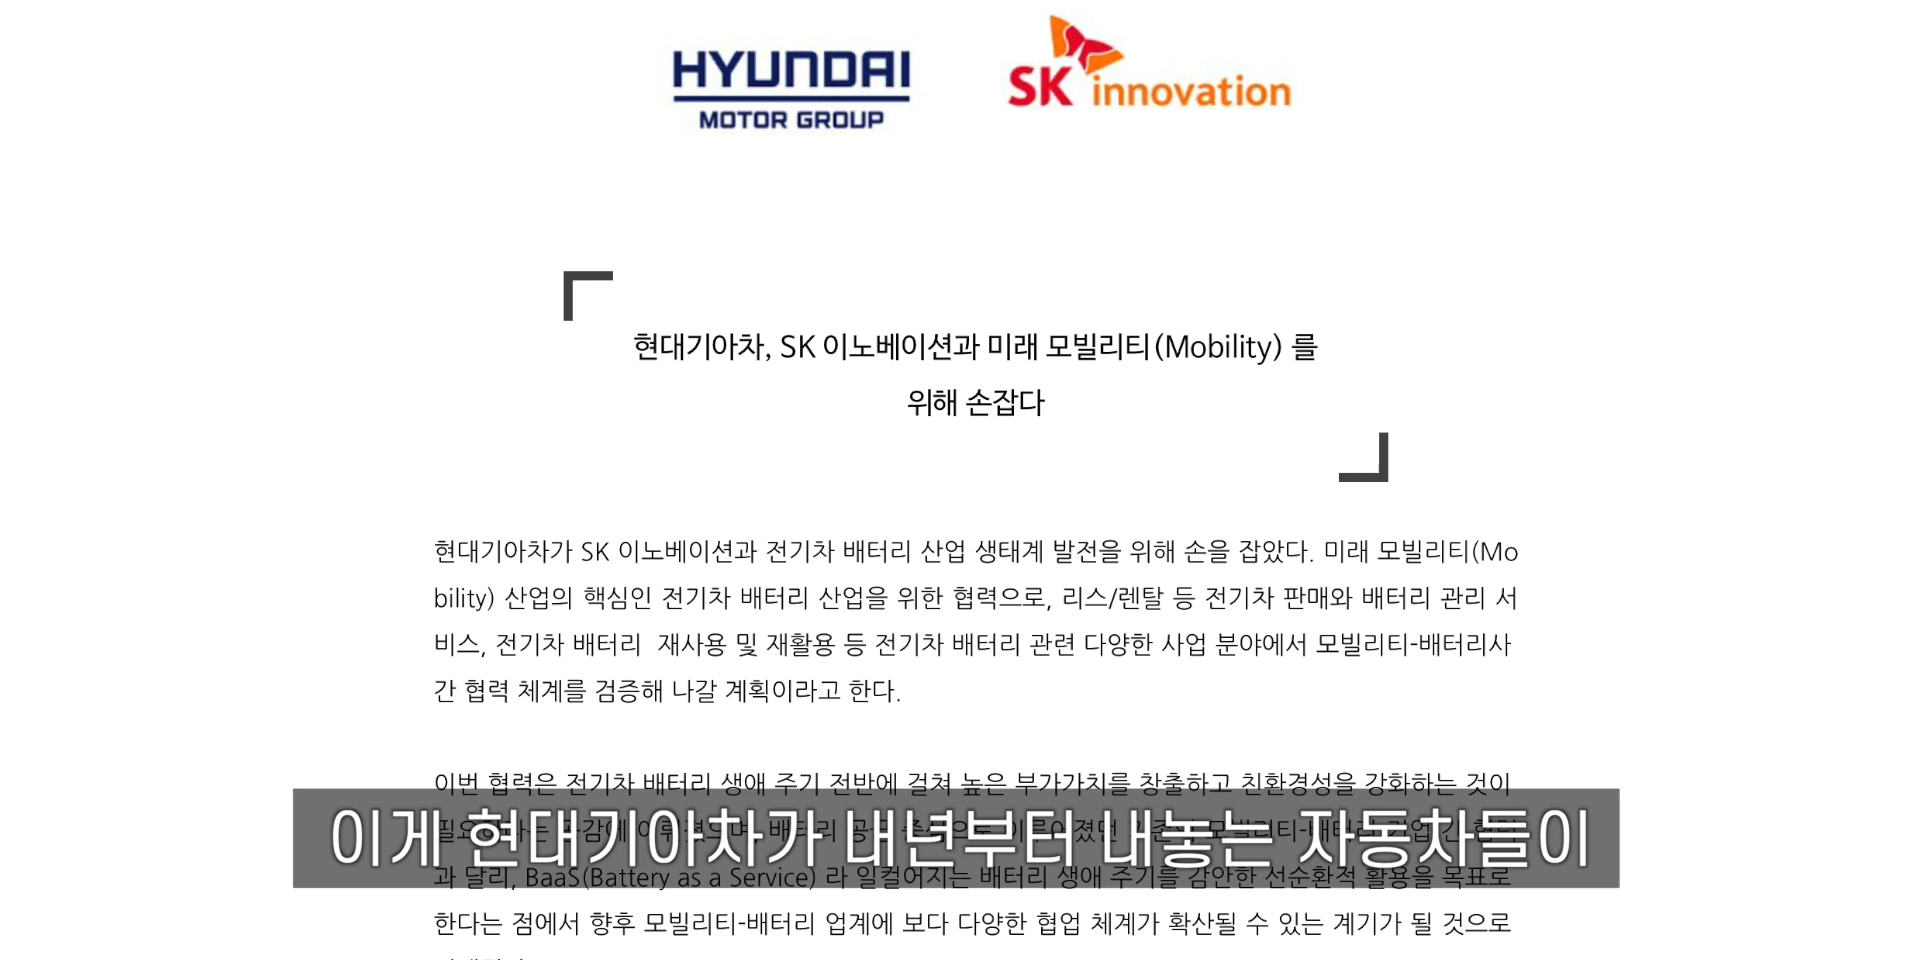 HYUNDAI
MOTOR GROUP
SK innovation
현대기아차, SK 이노베이션과 미래 모빌리티(Mobility) 를
위해 손잡다
현대기아차가 SK 이노베이션과 전기차 배터리 산업 생태계 발전을 위해 손을 잡았다. 미래 모빌리티(Mo
bility) 산업의 핵심인 전기차 배터리 산업을 위한 협력으로, 리스/렌탈 등 전기차 판매와 배터리 관리 서
비스, 전기차 배터리 재사용 및 재활용 등 전기차 배터리 관련 다양한 사업 분야에서 모빌리티-배터리사
간 협력 체계를 검증해 나갈 계획이라고 한다.
이번 협력은 전기차 배터리 생애 주기 전반에 걸쳐 높은 부가가치를 창출하고 친환경성을 강화하는 것이
이게 현대기아차가 내년부터 내놓는 자동차들이
과 달리, BaaS(Battery as a Service) 라 일컬어지는 배터리 생애 주기를 감안한 선순환적 활용을 목표로
한다는 점에서 향후 모빌리티-배터리 업계에 보다 다양한 협업 체계가 확산될 수 있는 계기가 될 것으로